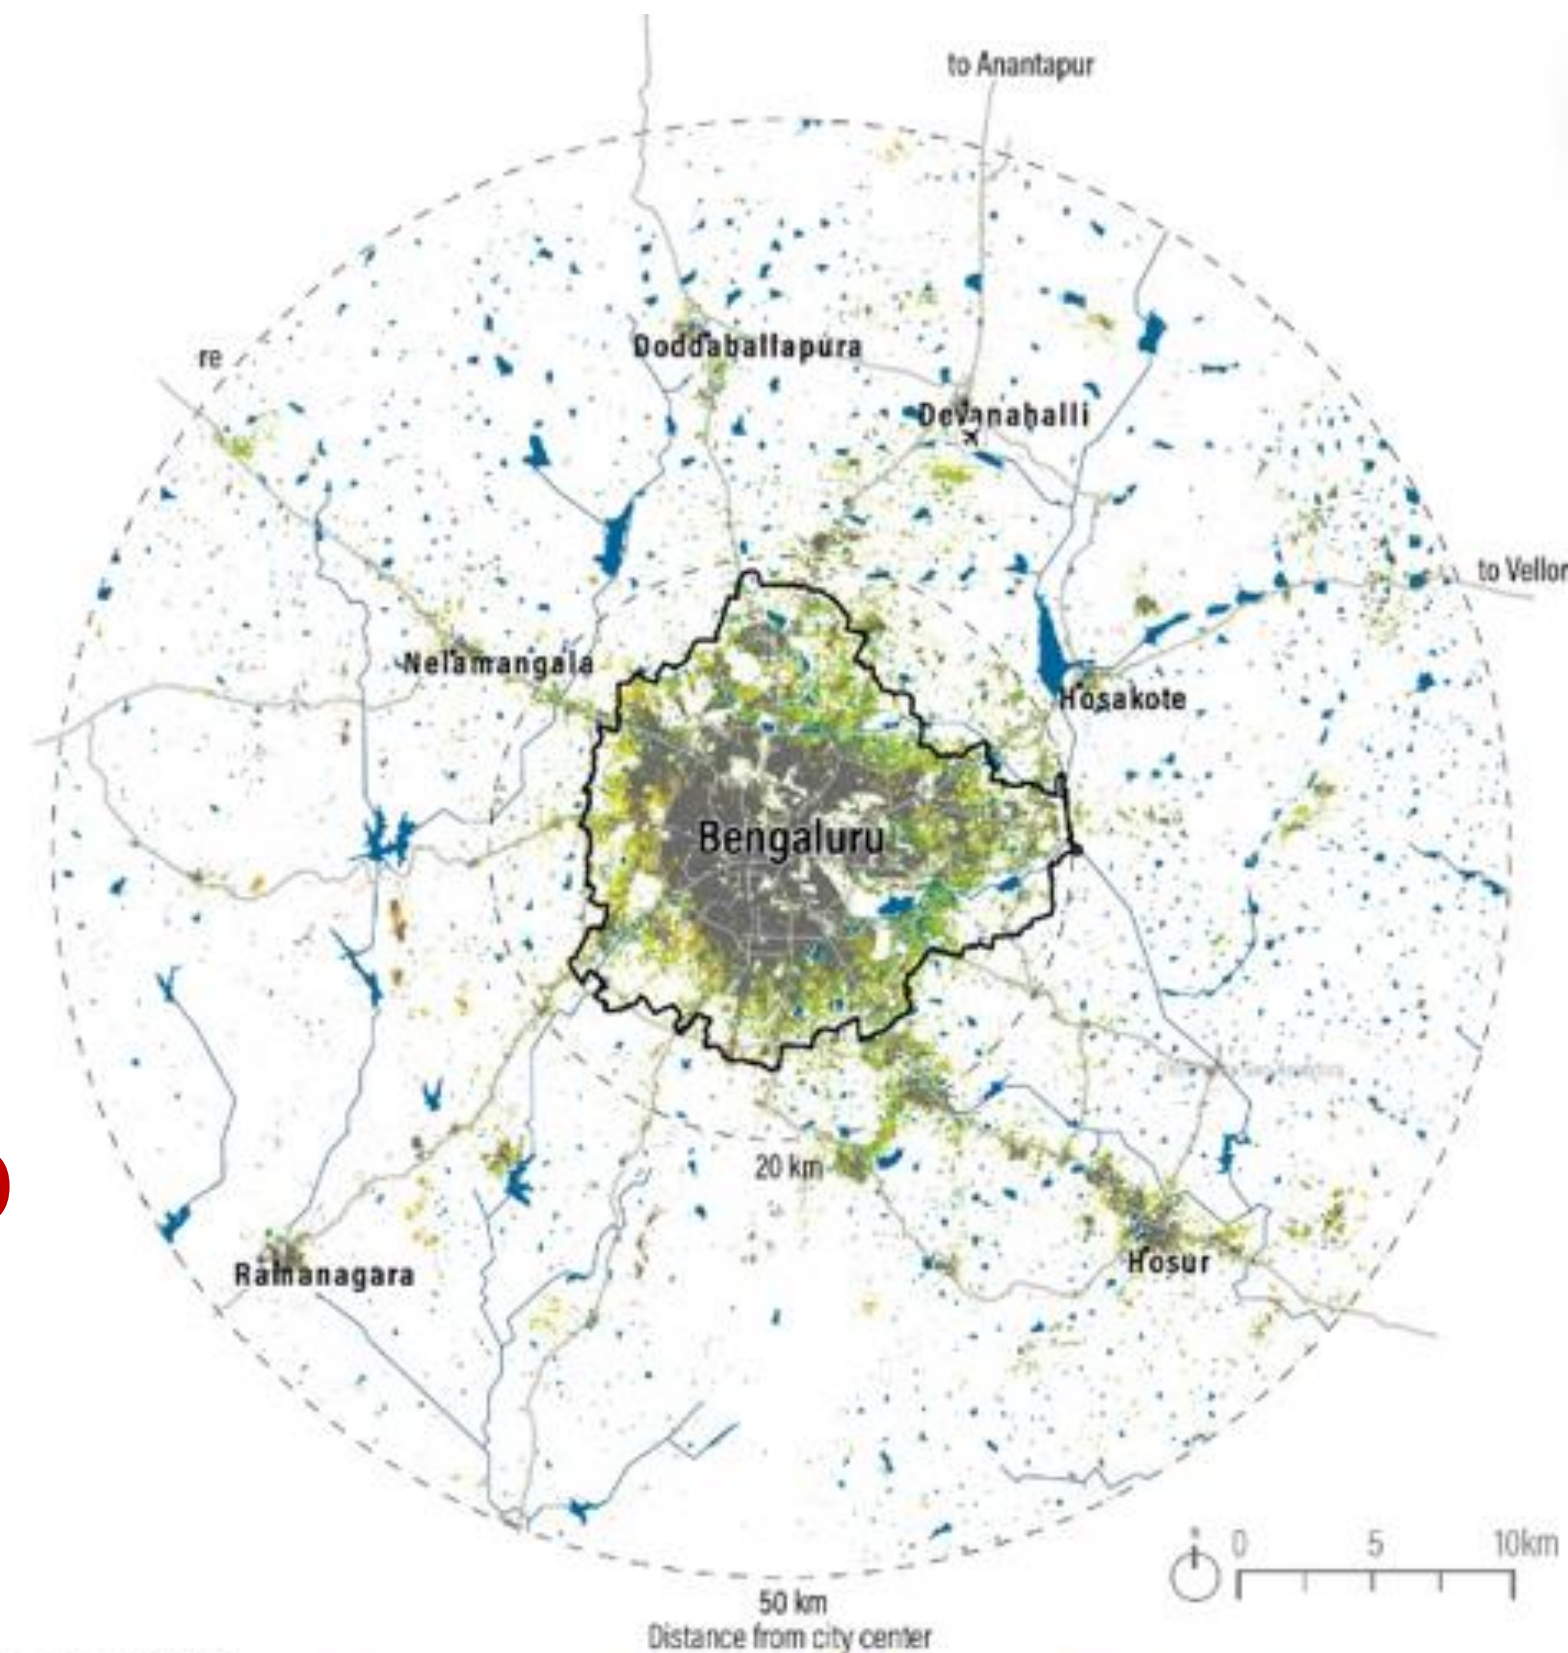 to Anantapur
Doddaballapura
re
Devanahalli
to Vellor
Nelamangala
Hosakote
Bengaluru
20 km
Ramanagara
Hosur
0 5 10km
50 km
Distance from city center